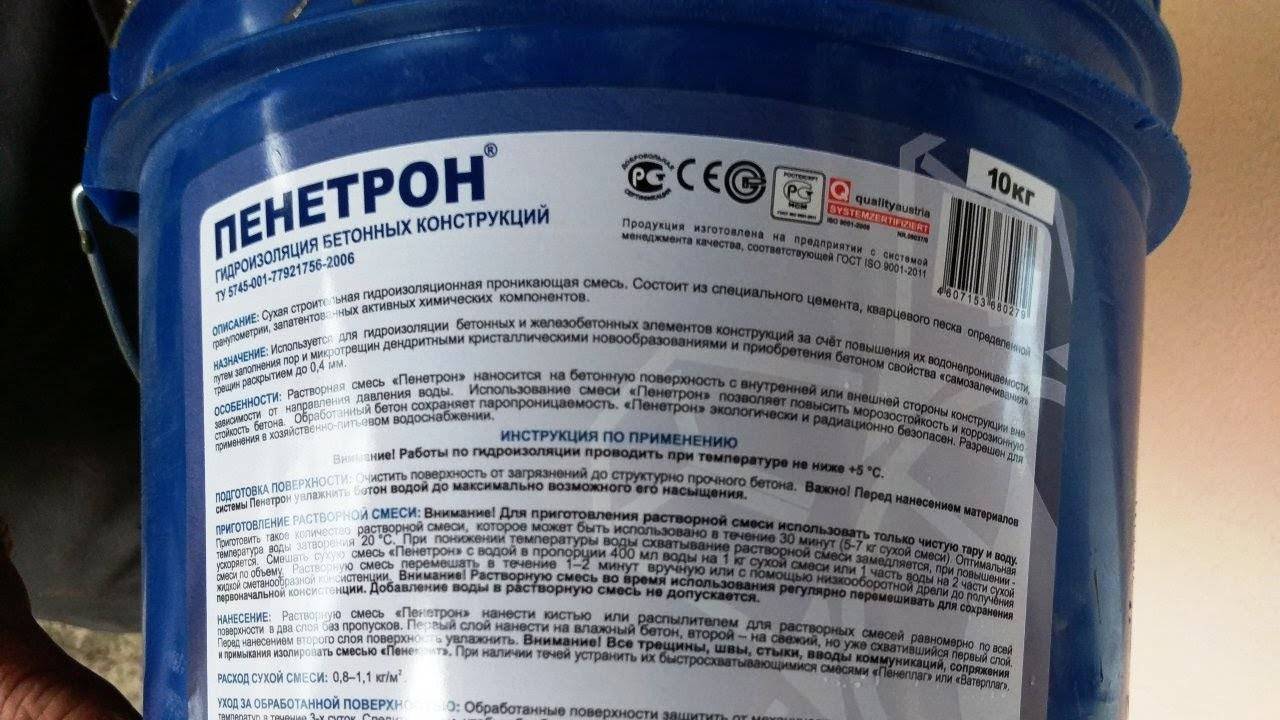 ПЕНЕТРОН®
ГИДРОИЗОЛЯЦИЯ БЕТОННЫХ КОНСТРУКЦИЙ
ТУ 5745-001-77921756-2006
ДОБРОВОЛЬНАЯ
СЕРТИФИКАЦИЯ
РОСТЕСТ
РСТ
ИСМ
Q qualityaustria
SYSTEMZERTIFIZIERT
ISO 9001:2008
10кг
4607153680279
Продукция изготовлена на предприятии с системой
менеджмента качества, соответствующей ГОСТ ISO 9001-2011
ОПИСАНИЕ: Сухая строительная гидроизоляционная проникающая смесь. Состоит из специального цемента, кварцевого песка определенной
гранулометрии, запатентованных активных химических компонентов.
НАЗНАЧЕНИЕ: Используется для гидроизоляции бетонных и железобетонных элементов конструкций за счёт повышения их водонепроницаемости,
путем заполнения пор и микротрещин дендритными кристаллическими новообразованиями и приобретения бетоном свойства «самозалечивания»
трещин раскрытием до 0,4 мм.
ОСОБЕННОСТИ: Растворная смесь «Пенетрон» наносится на бетонную поверхность с внутренней или внешней стороны конструкции вне
зависимости от направления давления воды. Использование смеси «Пенетрон» позволяет повысить морозостойкость и коррозионную
стойкость бетона. Обработанный бетон сохраняет паропроницаемость. «Пенетрон» экологически и радиационно безопасен. Разрешен для
применения в хозяйственно-питьевом водоснабжении.
ИНСТРУКЦИЯ ПО ПРИМЕНЕНИЮ
Внимание! Работы по гидроизоляции проводить при температуре не ниже +5 °С.
ПОДГОТОВКА ПОВЕРХНОСТИ: Очистить поверхность от загрязнений до структурно прочного бетона. Важно! Перед нанесением материалов
системы Пенетрон увлажнить бетон водой до максимально возможного его насыщения.
ПРИГОТОВЛЕНИЕ РАСТВОРНОЙ СМЕСИ: Внимание! Для приготовления растворной смеси использовать только чистую тару и воду.
Приготовить такое количество растворной смеси, которое может быть использовано в течение 30 минут (5-7 кг сухой смеси) Оптимальная
температура воды затворения 20 °С. При понижении температуры воды схватывание растворной смеси замедляется, при повышении -
ускоряется. Смешать сухую смесь «Пенетрон» с водой в пропорции 400 мл воды на 1 кг сухой смеси или 1 часть воды на 2 части сухой
смеси по объему. Растворную смесь перемешать в течение 1–2 минут вручную или с помощью низкооборотной дрели до получения
жидкой сметанообразной консистенции. Внимание! Растворную смесь во время использования регулярно перемешивать для сохранения
первоначальной консистенции. Добавление воды в растворную смесь не допускается.
НАНЕСЕНИЕ: Растворную смесь «Пенетрон» нанести кистью или распылителем для растворных смесей равномерно по всей
поверхности в два слоя без пропусков. Первый слой нанести на влажный бетон, второй – на свежий, но уже схватившийся первый слой.
Перед нанесением второго слоя поверхность увлажнить. Внимание! Все трещины, швы, стыки, вводы коммуникаций, сопряжения
и примыкания изолировать смесью «Пенекрит». При наличии течей устранить их быстросхватывающимися смесями «Пенеплаг» или «Ватерплаг».
РАСХОД СУХОЙ СМЕСИ: 0,8–1,1 кг/м².
УХОД ЗА ОБРАБОТАННОЙ ПОВЕРХНОСТЬЮ: Обработанные поверхности защитить от
температур в течение 3-х суток.